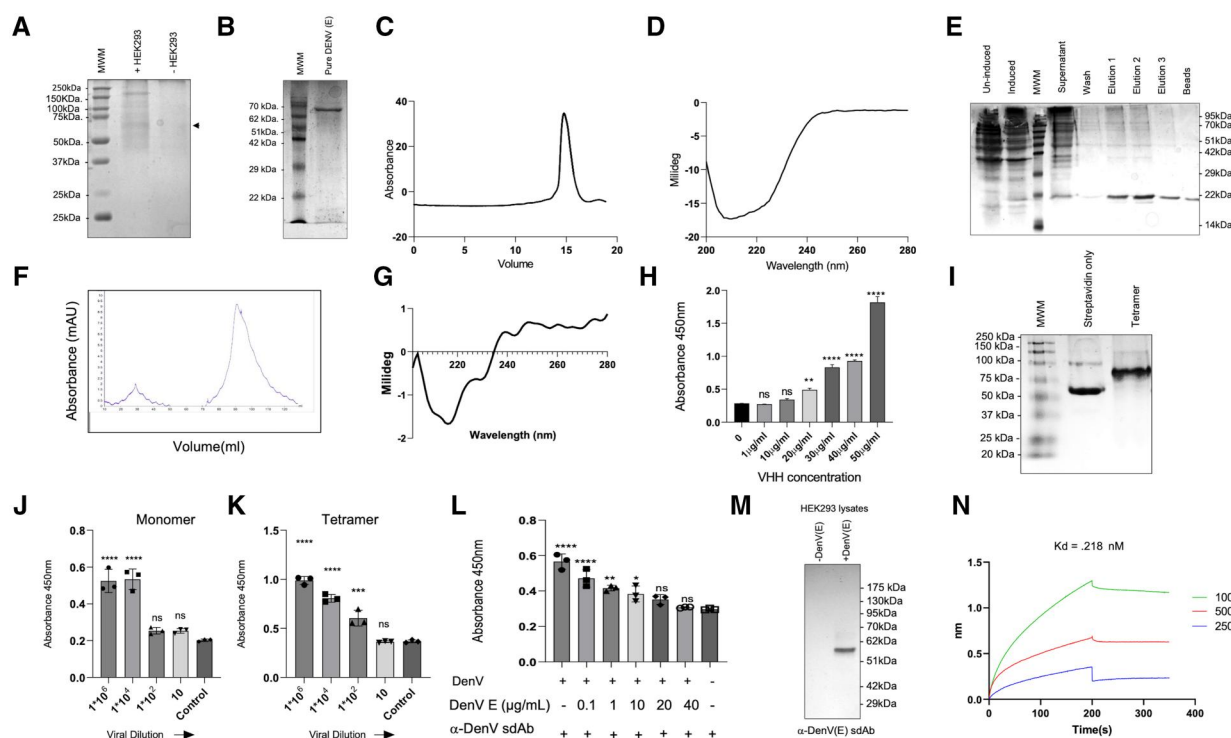 A
MWM
+ HEK293
- HEK293
250kDa
150KDa.
100kDa
75kDa.
50kDa.
37kDa
25kDa
25kDa
B
MWM
Pure DENV (E)
70 kDa.
62 kDa.
51kDa.
42 kDa.
29 kDa.
22 kDa.
C
Absorbance
40
20
0
-20
0 5 10 15 20
Volume
D
Milideg
0
-5
-10
-15
-20
200 220 240 260 280
Wavelength (nm)
E
Un-induced
Induced
MWM
Supernatant
Wash
Elution 1
Elution 2
Elution 3
Beads
95kDa
70kDa
51kDa
42kDa
29kDa
22kDa
14kDa
F
Absorbance (mAU)
Volume(ml)
G
Milideg
1
0
-1
-2
220 240 260 280
Wavelength (nm)
H
Absorbance 450nm
2.0
1.5
1.0
0.5
0.0
ns ns ** **** **** ****
0 1µg/ml 10µg/ml 20µg/ml 30µg/ml 40µg/ml 50µg/ml
VHH concentration
I
MWM
Streptavidin only
Tetramer
250 kDa
150 kDa
100 kDa
75 kDa
50 kDa
37 kDa
25 kDa
20 kDa
J
Monomer
Absorbance 450nm
0.8
0.6
0.4
0.2
0.0
**** **** ns ns
1*10⁶ 1*10⁴ 1*10² 10 Control
Viral Dilution
K
Tetramer
Absorbance 450nm
1.5
1.0
0.5
0.0
**** **** *** ns
1*10⁶ 1*10⁴ 1*10² 10 Control
Viral Dilution
L
Absorbance 450nm
0.8
0.6
0.4
0.2
0.0
**** **** ** * ns ns
DenV + + + + + + -
DenV E (µg/mL) - 0.1 1 10 20 40 -
α-DenV sdAb + + + + + + +
M
HEK293 lysates
-DenV(E)
+DenV(E)
175 kDa
130kDa
95kDa
70kDa
62kDa
51kDa
42kDa
29kDa
α-DenV(E) sdAb
N
Kd = .218 nM
nm
1.5
1.0
0.5
0.0
0 100 200 300 400
Time(s)